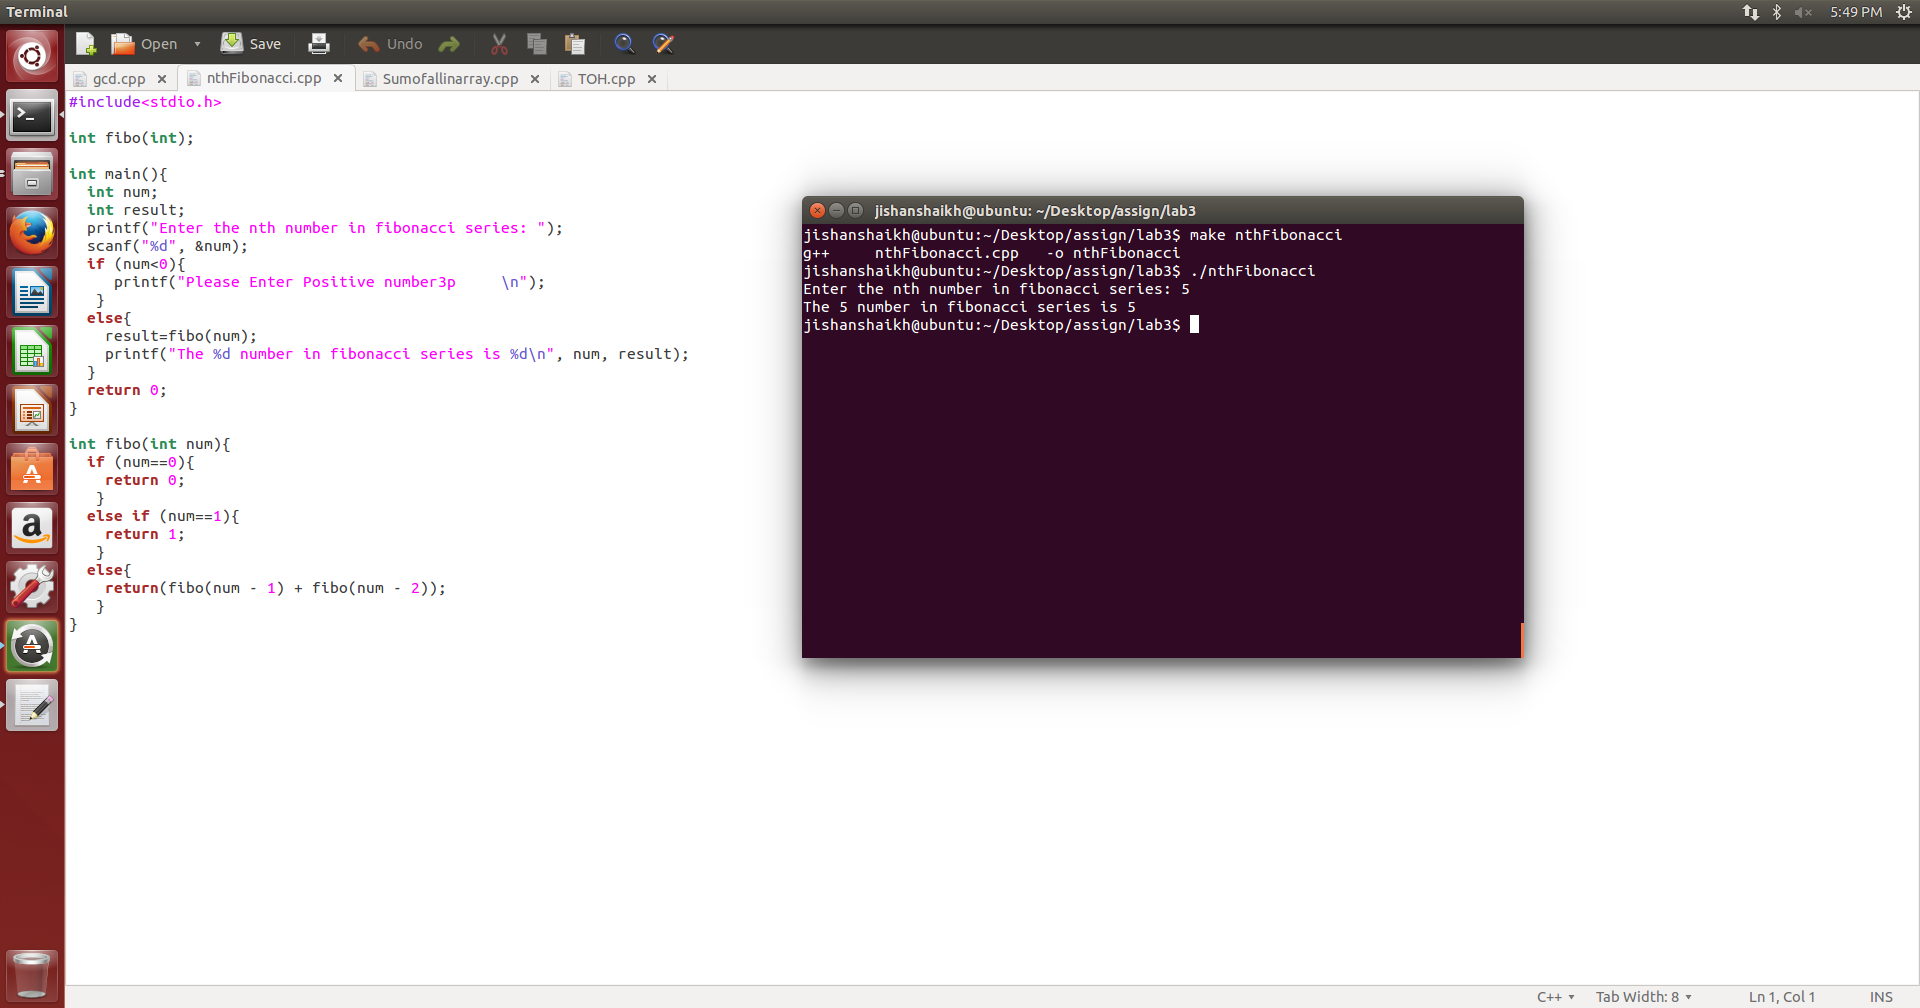 Terminal
5:49 PM
Open Save Undo
gcd.cpp nthFibonacci.cpp Sumofallinarray.cpp TOH.cpp
#include<stdio.h>
int fibo(int);
int main(){
int num;
int result;
printf("Enter the nth number in fibonacci series: ");
scanf("%d", &num);
if (num<0){
printf("Please Enter Positive number3p     \n");
}
else{
result=fibo(num);
printf("The %d number in fibonacci series is %d\n", num, result);
}
return 0;
}
int fibo(int num){
if (num==0){
return 0;
}
else if (num==1){
return 1;
}
else{
return(fibo(num - 1) + fibo(num - 2));
}
}
jishanshaikh@ubuntu: ~/Desktop/assign/lab3
jishanshaikh@ubuntu:~/Desktop/assign/lab3$ make nthFibonacci
g++     nthFibonacci.cpp   -o nthFibonacci
jishanshaikh@ubuntu:~/Desktop/assign/lab3$ ./nthFibonacci
Enter the nth number in fibonacci series: 5
The 5 number in fibonacci series is 5
jishanshaikh@ubuntu:~/Desktop/assign/lab3$
C++ Tab Width: 8 Ln 1, Col 1 INS